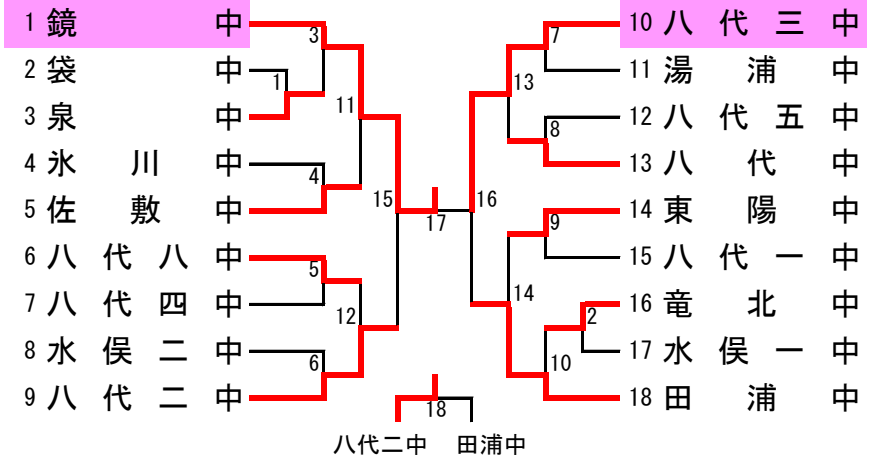 1 鏡 中
2 袋 中
3 泉 中
4 氷 川 中
5 佐 敷 中
6 八 代 八 中
7 八 代 四 中
8 水 俣 二 中
9 八 代 二 中
3
1
11
4
15
5
12
6
17
18
八代二中 田浦中
7
13
8
16
9
14
2
10
10 八 代 三 中
11 湯 浦 中
12 八 代 五 中
13 八 代 中
14 東 陽 中
15 八 代 一 中
16 竜 北 中
17 水 俣 一 中
18 田 浦 中